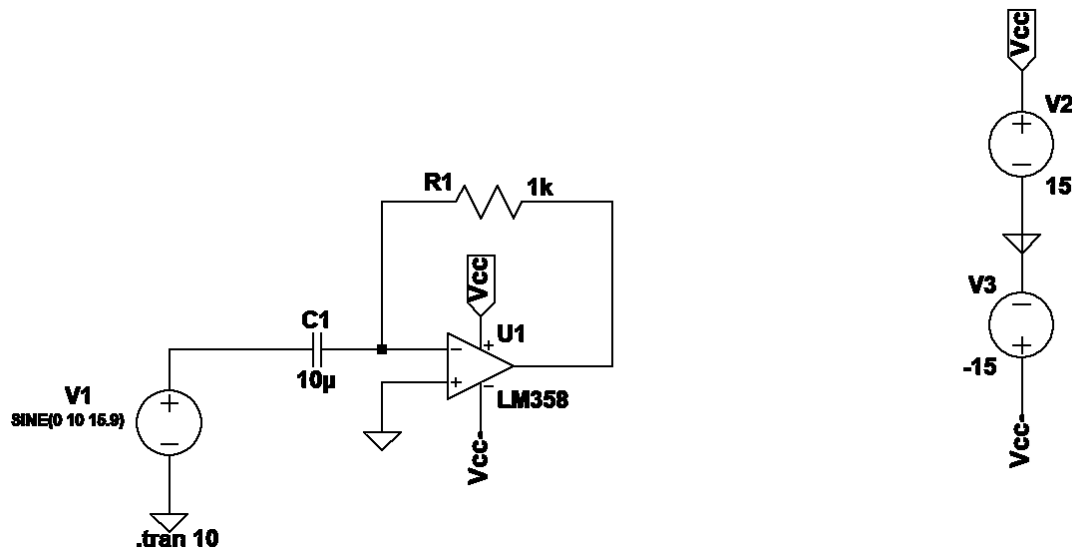 Vcc
V2
15
R1
1k
Vcc
V3
C1
U1
10µ
-15
V1
LM358
SINE(0 10 15.9)
Vcc-
Vcc-
.tran 10